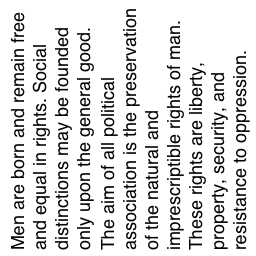 Men are born and remain free
and equal in rights. Social
distinctions may be founded
only upon the general good.
The aim of all political
association is the preservation
of the natural and
imprescriptible rights of man.
These rights are liberty,
property, security, and
resistance to oppression.